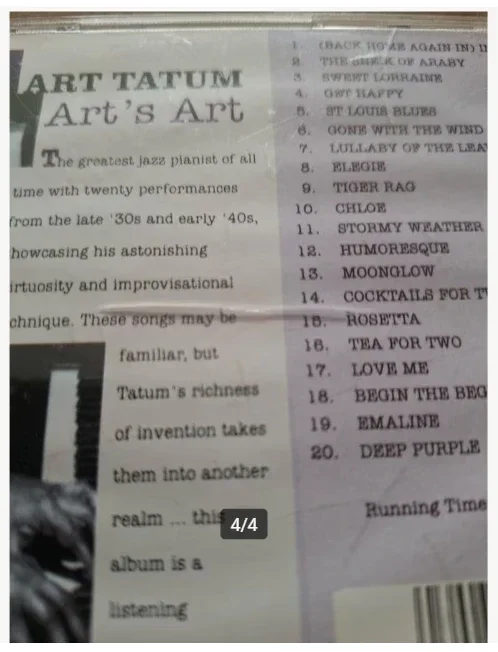 ART TATUM
Art's Art
The greatest jazz pianist of all
time with twenty performances
from the late '30s and early '40s,
howcasing his astonishing
rtuosity and improvisational
chnique. These songs may be
familiar, but
Tatum's richness
of invention takes
them into another
realm ... this
album is a
listening
1. (BACK HOME AGAIN IN) I
2. THE SHEIK OF ARABY
3. SWEET LORRAINE
4. GET HAPPY
5. ST LOUIS BLUES
6. GONE WITH THE WIND
7. LULLABY OF THE LEA
8. ELEGIE
9. TIGER RAG
10. CHLOE
11. STORMY WEATHER
12. HUMORESQUE
13. MOONGLOW
14. COCKTAILS FOR T
15. ROSETTA
16. TEA FOR TWO
17. LOVE ME
18. BEGIN THE BEG
19. EMALINE
20. DEEP PURPLE
Running Time
4/4